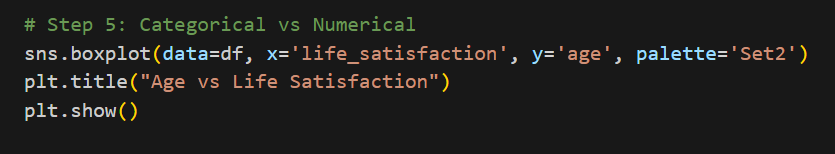 # Step 5: Categorical vs Numerical
sns.boxplot(data=df, x='life_satisfaction', y='age', palette='Set2')
plt.title("Age vs Life Satisfaction")
plt.show()